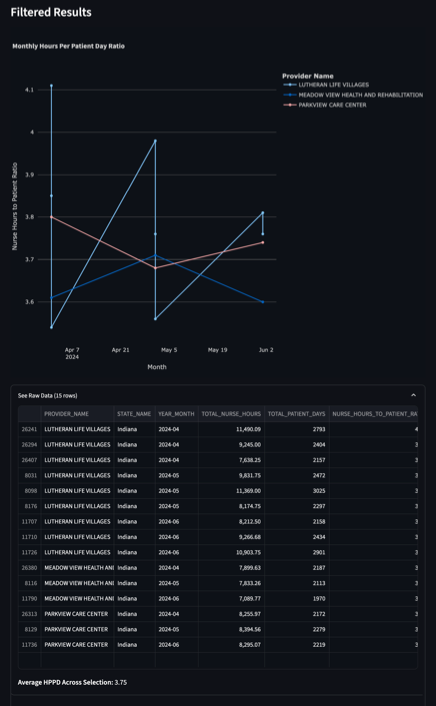 Filtered Results
Monthly Hours Per Patient Day Ratio
Provider Name
LUTHERAN LIFE VILLAGES
MEADOW VIEW HEALTH AND REHABILITATION
PARKVIEW CARE CENTER
4.1
4
3.9
3.8
3.7
3.6
Nurse Hours to Patient Ratio
Apr 7 Apr 21 May 5 May 19 Jun 2
2024
Month
See Raw Data (15 rows)
PROVIDER_NAME STATE_NAME YEAR_MONTH TOTAL_NURSE_HOURS TOTAL_PATIENT_DAYS NURSE_HOURS_TO_PATIENT_RA
26241 LUTHERAN LIFE VILLAGES Indiana 2024-04 11,490.09 2793 4
26294 LUTHERAN LIFE VILLAGES Indiana 2024-04 9,245.00 2404 3
26407 LUTHERAN LIFE VILLAGES Indiana 2024-04 7,638.25 2157 3
8031 LUTHERAN LIFE VILLAGES Indiana 2024-05 9,831.75 2472 3
8098 LUTHERAN LIFE VILLAGES Indiana 2024-05 11,369.00 3025 3
8176 LUTHERAN LIFE VILLAGES Indiana 2024-05 8,174.75 2297 3
11707 LUTHERAN LIFE VILLAGES Indiana 2024-06 8,212.50 2158 3
11710 LUTHERAN LIFE VILLAGES Indiana 2024-06 9,266.68 2434 3
11726 LUTHERAN LIFE VILLAGES Indiana 2024-06 10,903.75 2901 3
26380 MEADOW VIEW HEALTH ANI Indiana 2024-04 7,899.63 2187 3
8116 MEADOW VIEW HEALTH ANI Indiana 2024-05 7,833.26 2113 3
11790 MEADOW VIEW HEALTH ANI Indiana 2024-06 7,089.77 1970 3
26313 PARKVIEW CARE CENTER Indiana 2024-04 8,255.97 2172 3
8129 PARKVIEW CARE CENTER Indiana 2024-05 8,394.56 2279 3
11736 PARKVIEW CARE CENTER Indiana 2024-06 8,295.07 2219 3
Average HPPD Across Selection: 3.75